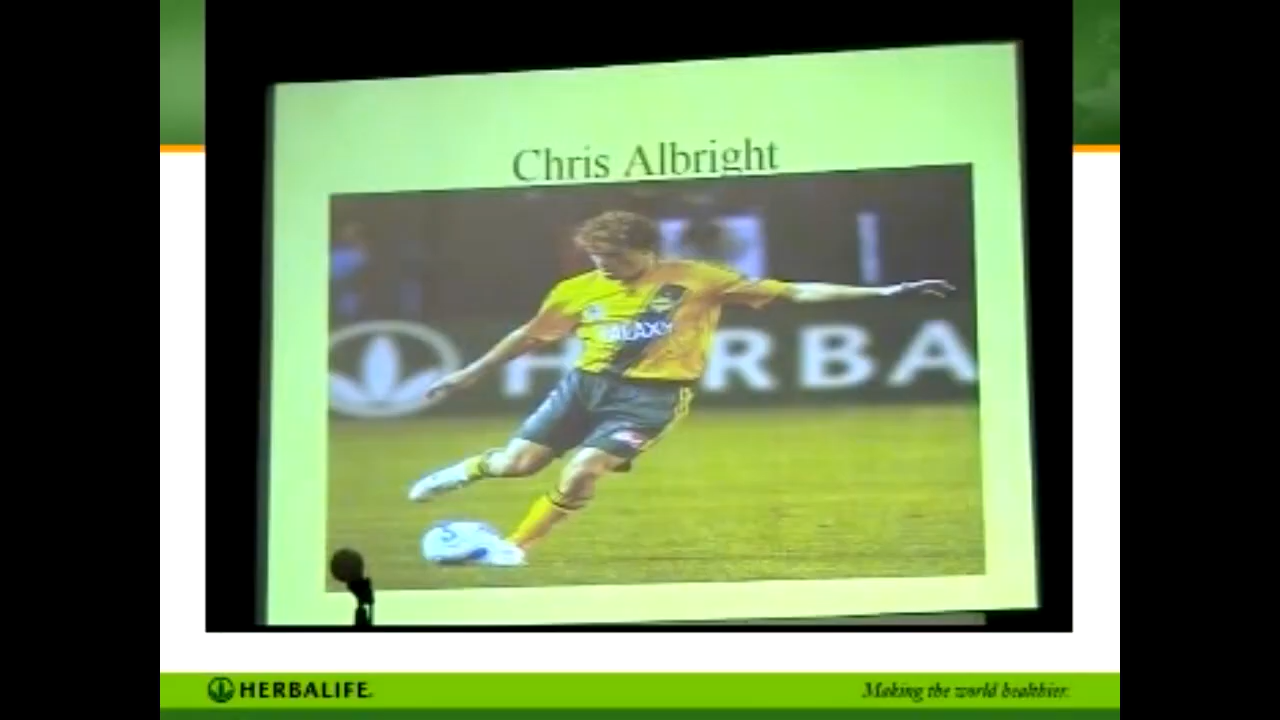 Chris Albright
GALAXY
HERBA
HERBALIFE
Making the world healthier.